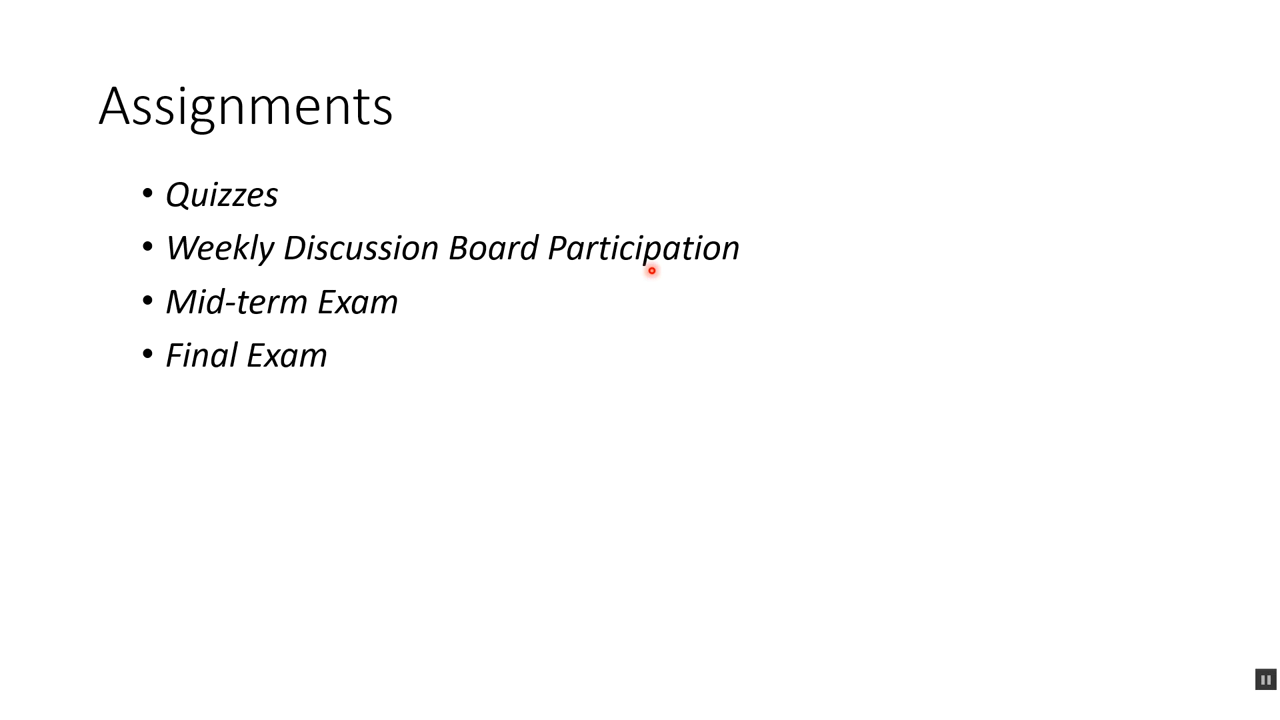 Assignments
• Quizzes
• Weekly Discussion Board Participation
• Mid-term Exam
• Final Exam